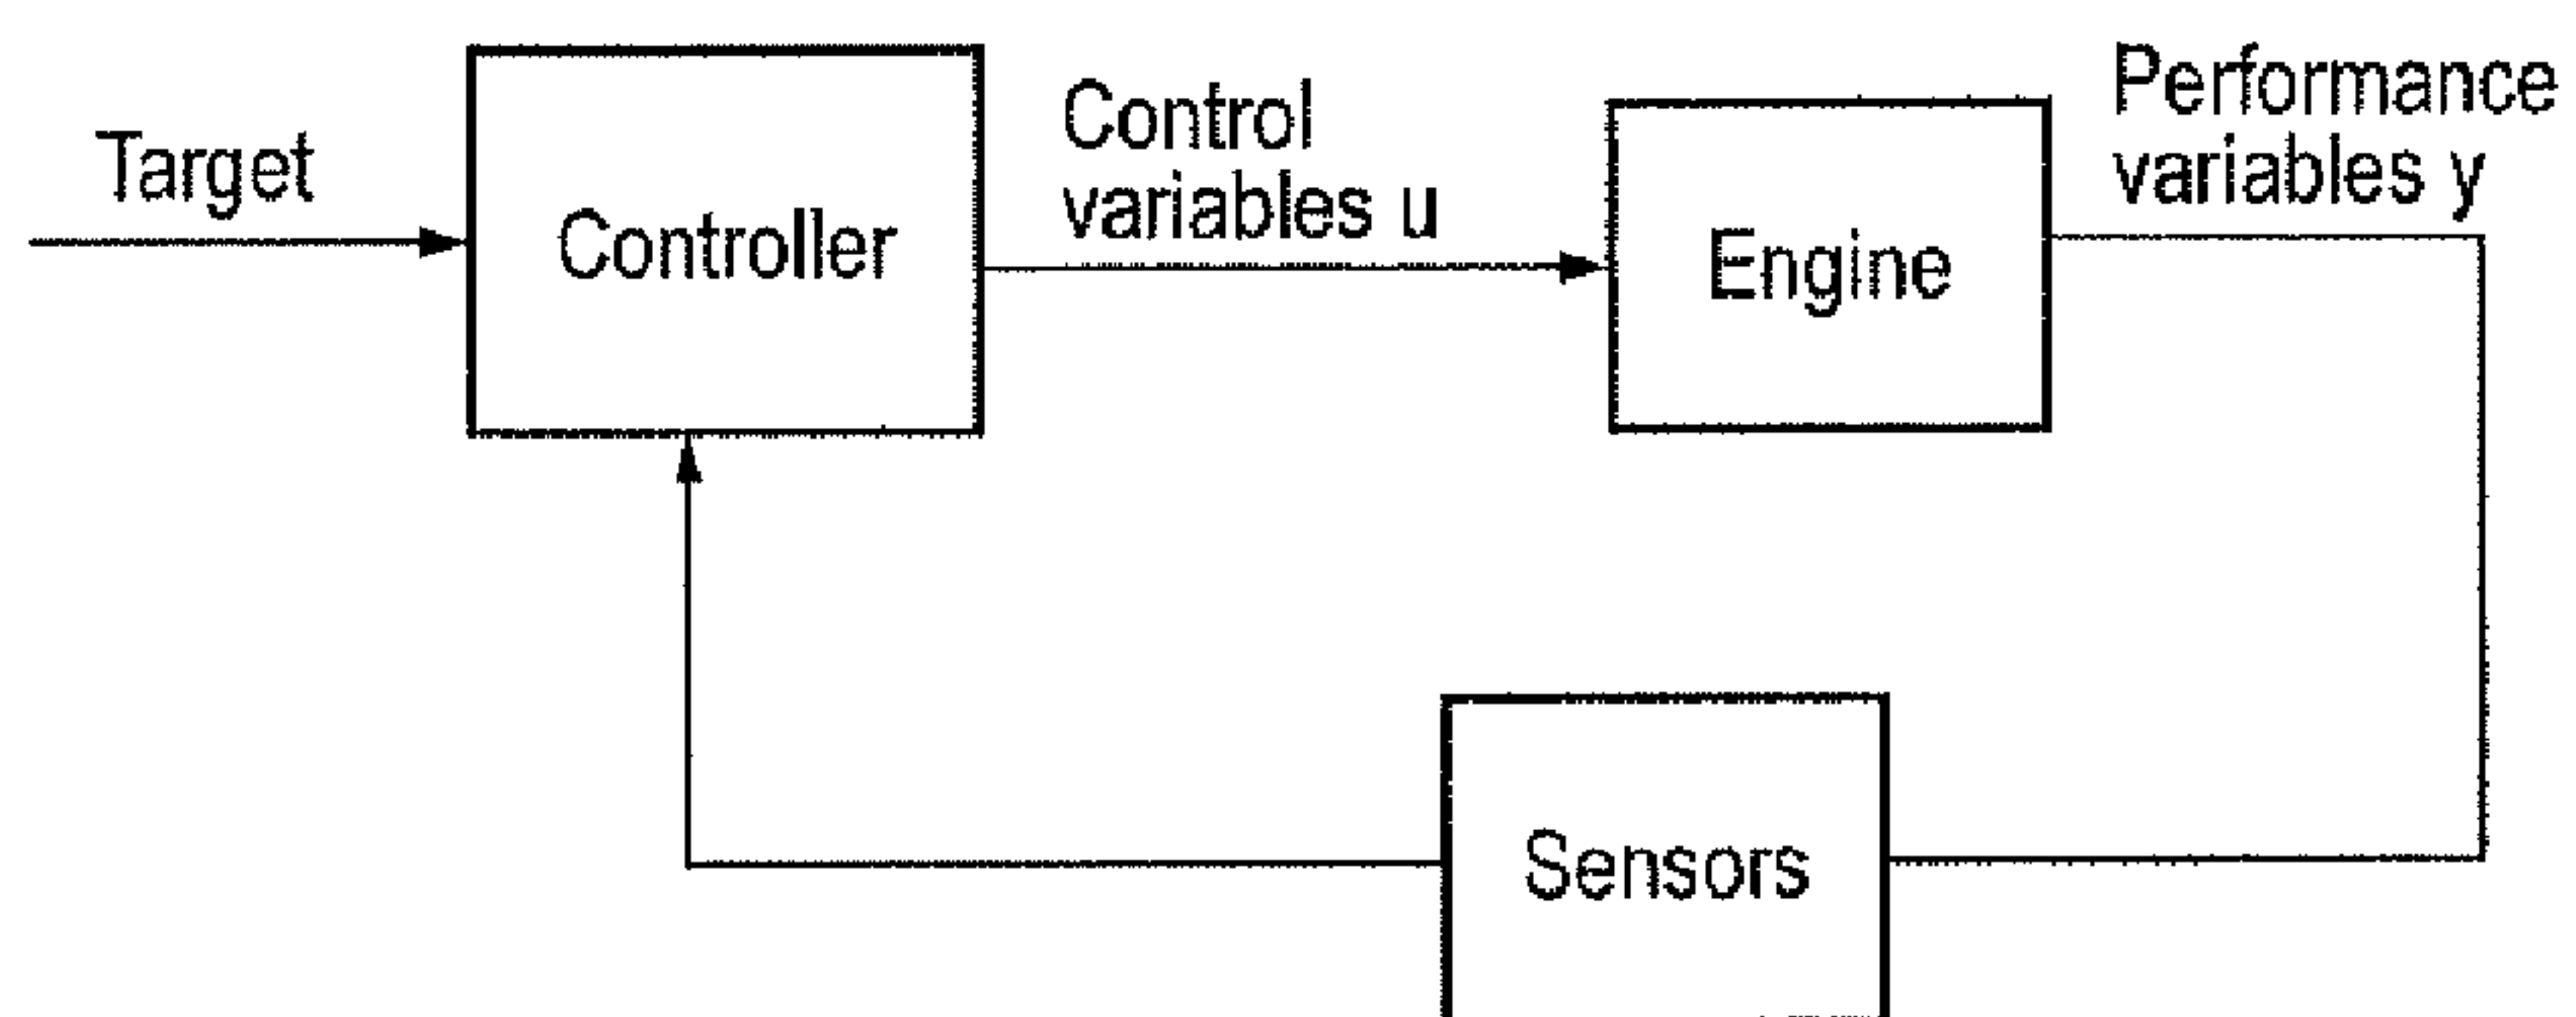 Target
Controller
Control
variables u
Engine
Performance
variables y
Sensors